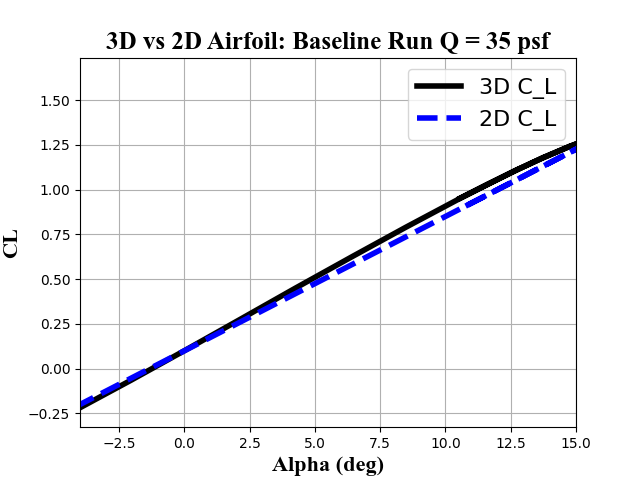 3D vs 2D Airfoil: Baseline Run Q = 35 psf
3D C_L
2D C_L
1.50
1.25
1.00
0.75
0.50
0.25
0.00
−0.25
CL
−2.5 0.0 2.5 5.0 7.5 10.0 12.5 15.0
Alpha (deg)